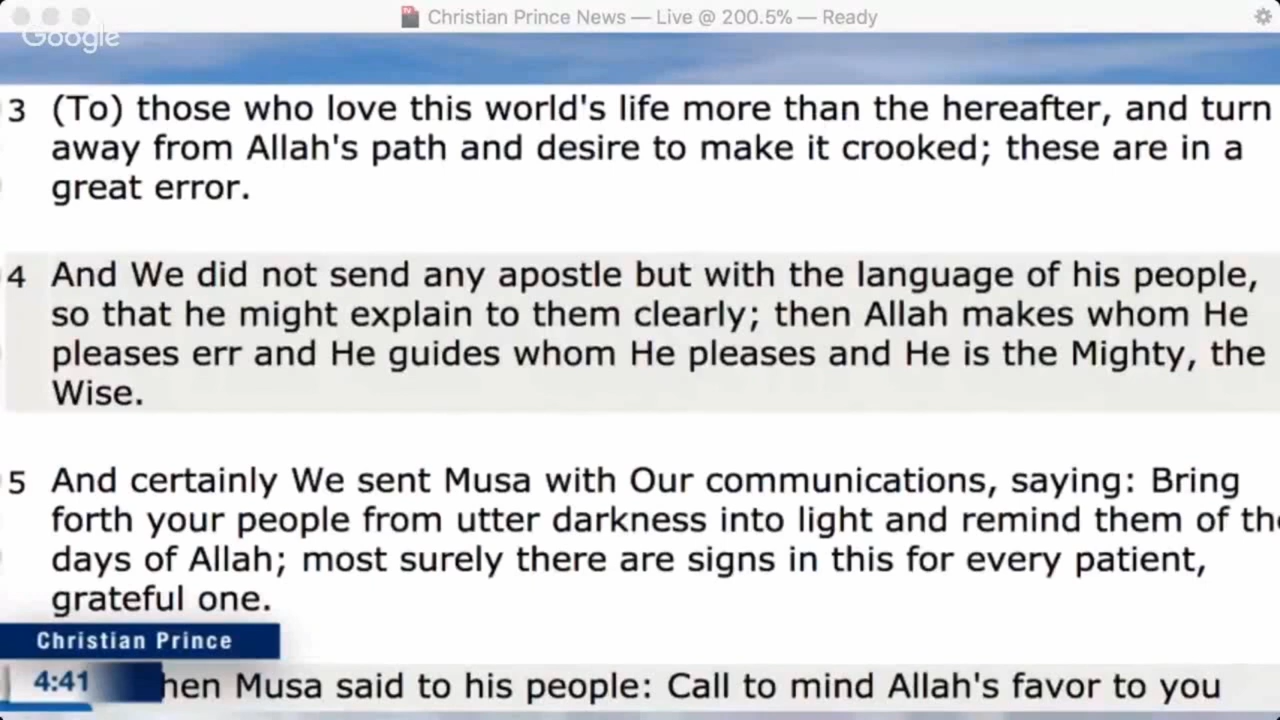 Christian Prince News — Live @ 200.5% — Ready
Google
3 (To) those who love this world's life more than the hereafter, and turn
away from Allah's path and desire to make it crooked; these are in a
great error.
4 And We did not send any apostle but with the language of his people,
so that he might explain to them clearly; then Allah makes whom He
pleases err and He guides whom He pleases and He is the Mighty, the
Wise.
5 And certainly We sent Musa with Our communications, saying: Bring
forth your people from utter darkness into light and remind them of the
days of Allah; most surely there are signs in this for every patient,
grateful one.
Christian Prince
4:41
hen Musa said to his people: Call to mind Allah's favor to you